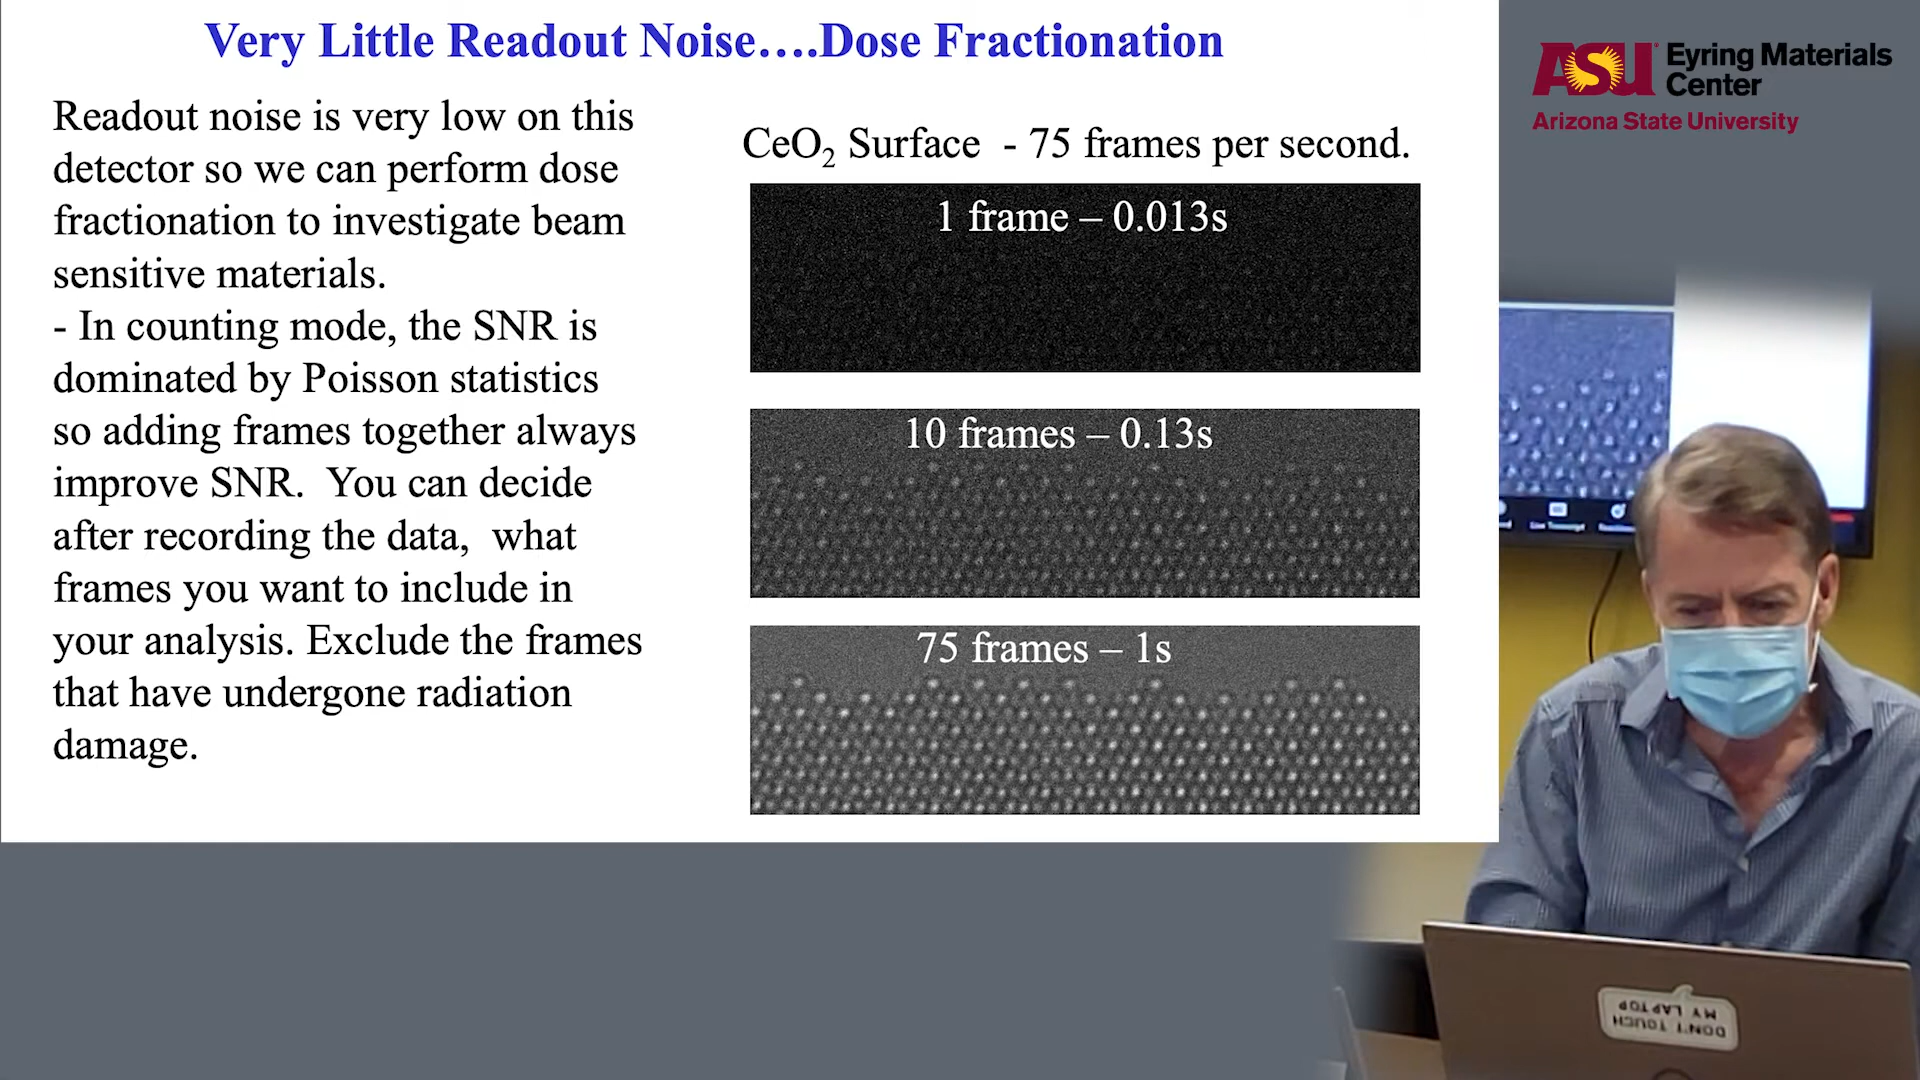 Very Little Readout Noise….Dose Fractionation
Readout noise is very low on this
detector so we can perform dose
fractionation to investigate beam
sensitive materials.
- In counting mode, the SNR is
dominated by Poisson statistics
so adding frames together always
improve SNR.  You can decide
after recording the data,  what
frames you want to include in
your analysis. Exclude the frames
that have undergone radiation
damage.
CeO₂ Surface  - 75 frames per second.
1 frame – 0.013s
10 frames – 0.13s
75 frames – 1s
ASU Eyring Materials
Center
Arizona State University
Live Transcript
DON'T TOUCH
MY LAPTOP